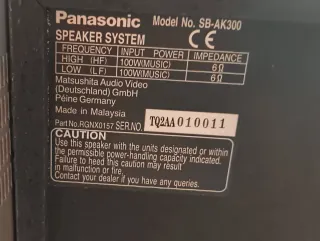 Panasonic Model No. SB-AK300
SPEAKER SYSTEM CE
FREQUENCY INPUT POWER IMPEDANCE
HIGH (HF) 100W(MUSIC) 6Ω
LOW (LF) 100W(MUSIC) 6Ω
Matsushita Audio Video
(Deutschland) GmbH
Peine Germany
Made in Malaysia
Part No.RGNX0157 SER.NO. TQ2AA010011
CAUTION
Use this speaker with the units designated or within
the permissible power-handling capacity indicated.
Failure to heed this caution may result
in malfunction or fire.
Contact your dealer if you have any doubts.